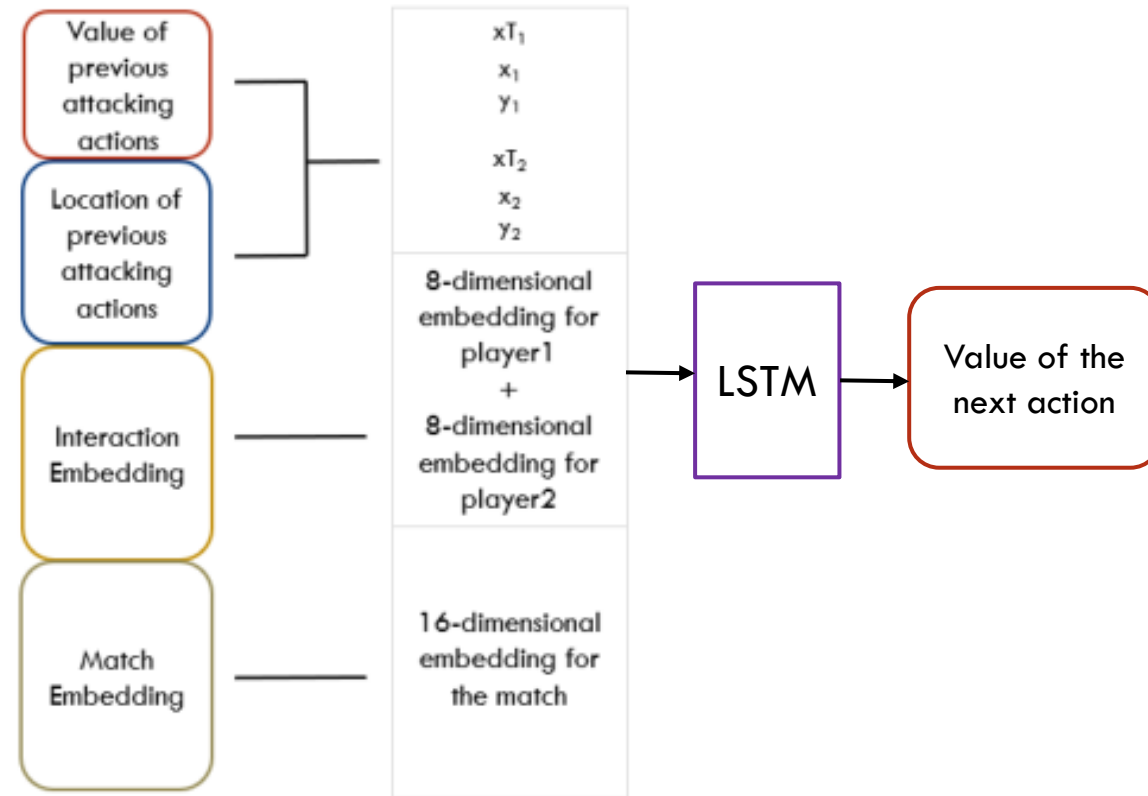 Value of
previous
attacking
actions
Location of
previous
attacking
actions
Interaction
Embedding
Match
Embedding
xT₁
x₁
y₁
xT₂
x₂
y₂
8-dimensional
embedding for
player1
+
8-dimensional
embedding for
player2
16-dimensional
embedding for
the match
LSTM
Value of the
next action